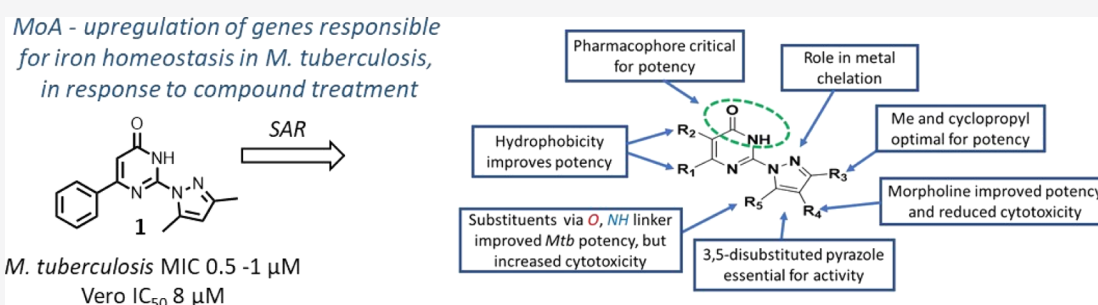 MoA - upregulation of genes responsible
for iron homeostasis in M. tuberculosis,
in response to compound treatment
O
NH
N
N
N
1
SAR
M. tuberculosis MIC 0.5 -1 µM
Vero IC50 8 µM
Pharmacophore critical
for potency
Role in metal
chelation
Hydrophobicity
improves potency
Me and cyclopropyl
optimal for potency
O
R2
NH
R1
N
N
N
R3
R5
R4
Morpholine improved potency
and reduced cytotoxicity
Substituents via O, NH linker
improved Mtb potency, but
increased cytotoxicity
3,5-disubstituted pyrazole
essential for activity